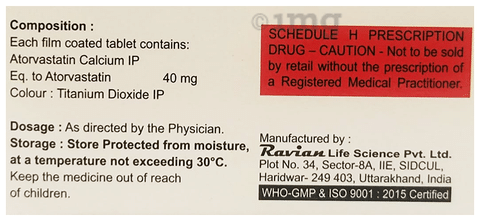 1mg
Composition :
Each film coated tablet contains:
Atorvastatin Calcium IP
Eq. to Atorvastatin 40 mg
Colour : Titanium Dioxide IP
SCHEDULE H PRESCRIPTION
DRUG – CAUTION - Not to be sold
by retail without the prescription of
a Registered Medical Practitioner.
Dosage : As directed by the Physician.
Storage : Store Protected from moisture,
at a temperature not exceeding 30°C.
Keep the medicine out of reach
of children.
Manufactured by :
Ravian Life Science Pvt. Ltd.
Plot No. 34, Sector-8A, IIE, SIDCUL,
Haridwar- 249 403, Uttarakhand, India
WHO-GMP & ISO 9001 : 2015 Certified